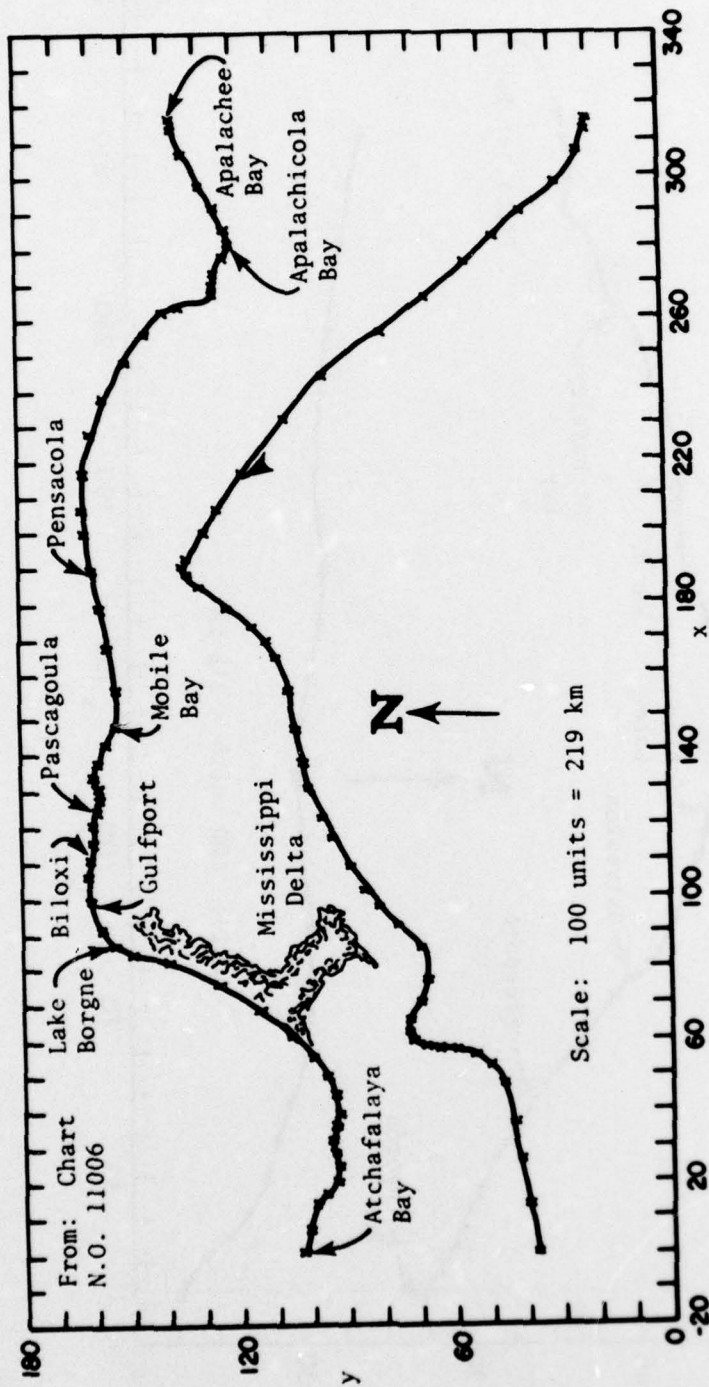 From: Chart
N.O. 11006
Lake
Borgne
Biloxi
Gulfport
Pascagoula
Mobile
Bay
Pensacola
Apalachee
Bay
Apalachicola
Bay
Mississippi
Delta
Atchafalaya
Bay
N
Scale: 100 units = 219 km
y
180
120
60
0
-20
20
60
100
140
180
220
260
300
340
x